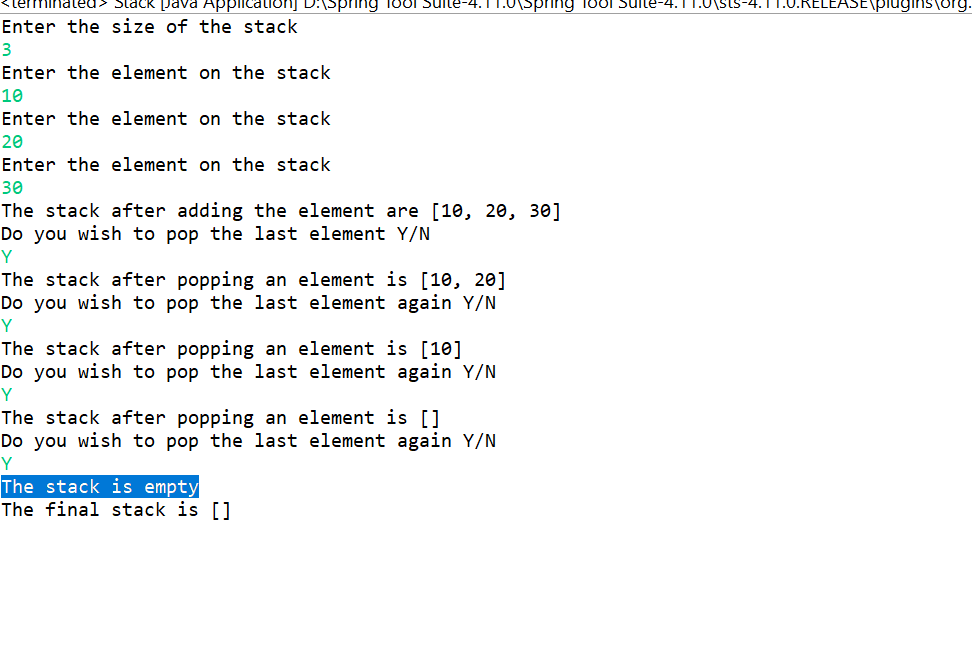 <terminated> Stack [Java Application] D:\Spring Tool Suite-4.11.0\Spring Tool Suite-4.11.0\sts-4.11.0.RELEASE\plugins\org.
Enter the size of the stack
3
Enter the element on the stack
10
Enter the element on the stack
20
Enter the element on the stack
30
The stack after adding the element are [10, 20, 30]
Do you wish to pop the last element Y/N
Y
The stack after popping an element is [10, 20]
Do you wish to pop the last element again Y/N
Y
The stack after popping an element is [10]
Do you wish to pop the last element again Y/N
Y
The stack after popping an element is []
Do you wish to pop the last element again Y/N
Y
The stack is empty
The final stack is []